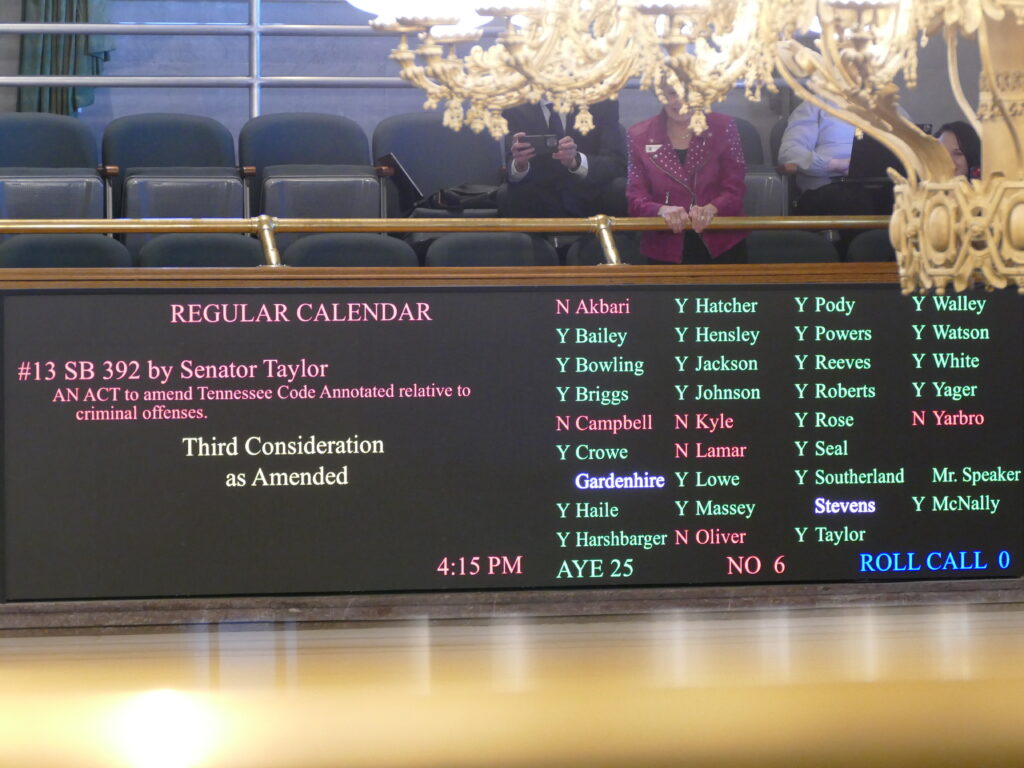 REGULAR CALENDAR
#13 SB 392 by Senator Taylor
AN ACT to amend Tennessee Code Annotated relative to
criminal offenses.
Third Consideration
as Amended
4:15 PM
N Akbari
Y Bailey
Y Bowling
Y Briggs
N Campbell
Y Crowe
Gardenhire
Y Haile
Y Harshbarger
Y Hatcher
Y Hensley
Y Jackson
Y Johnson
N Kyle
N Lamar
Y Lowe
Y Massey
N Oliver
Y Pody
Y Powers
Y Reeves
Y Roberts
Y Rose
Y Seal
Y Southerland
Stevens
Y Taylor
Y Walley
Y Watson
Y White
Y Yager
N Yarbro
Mr. Speaker
Y McNally
AYE 25
NO 6
ROLL CALL 0